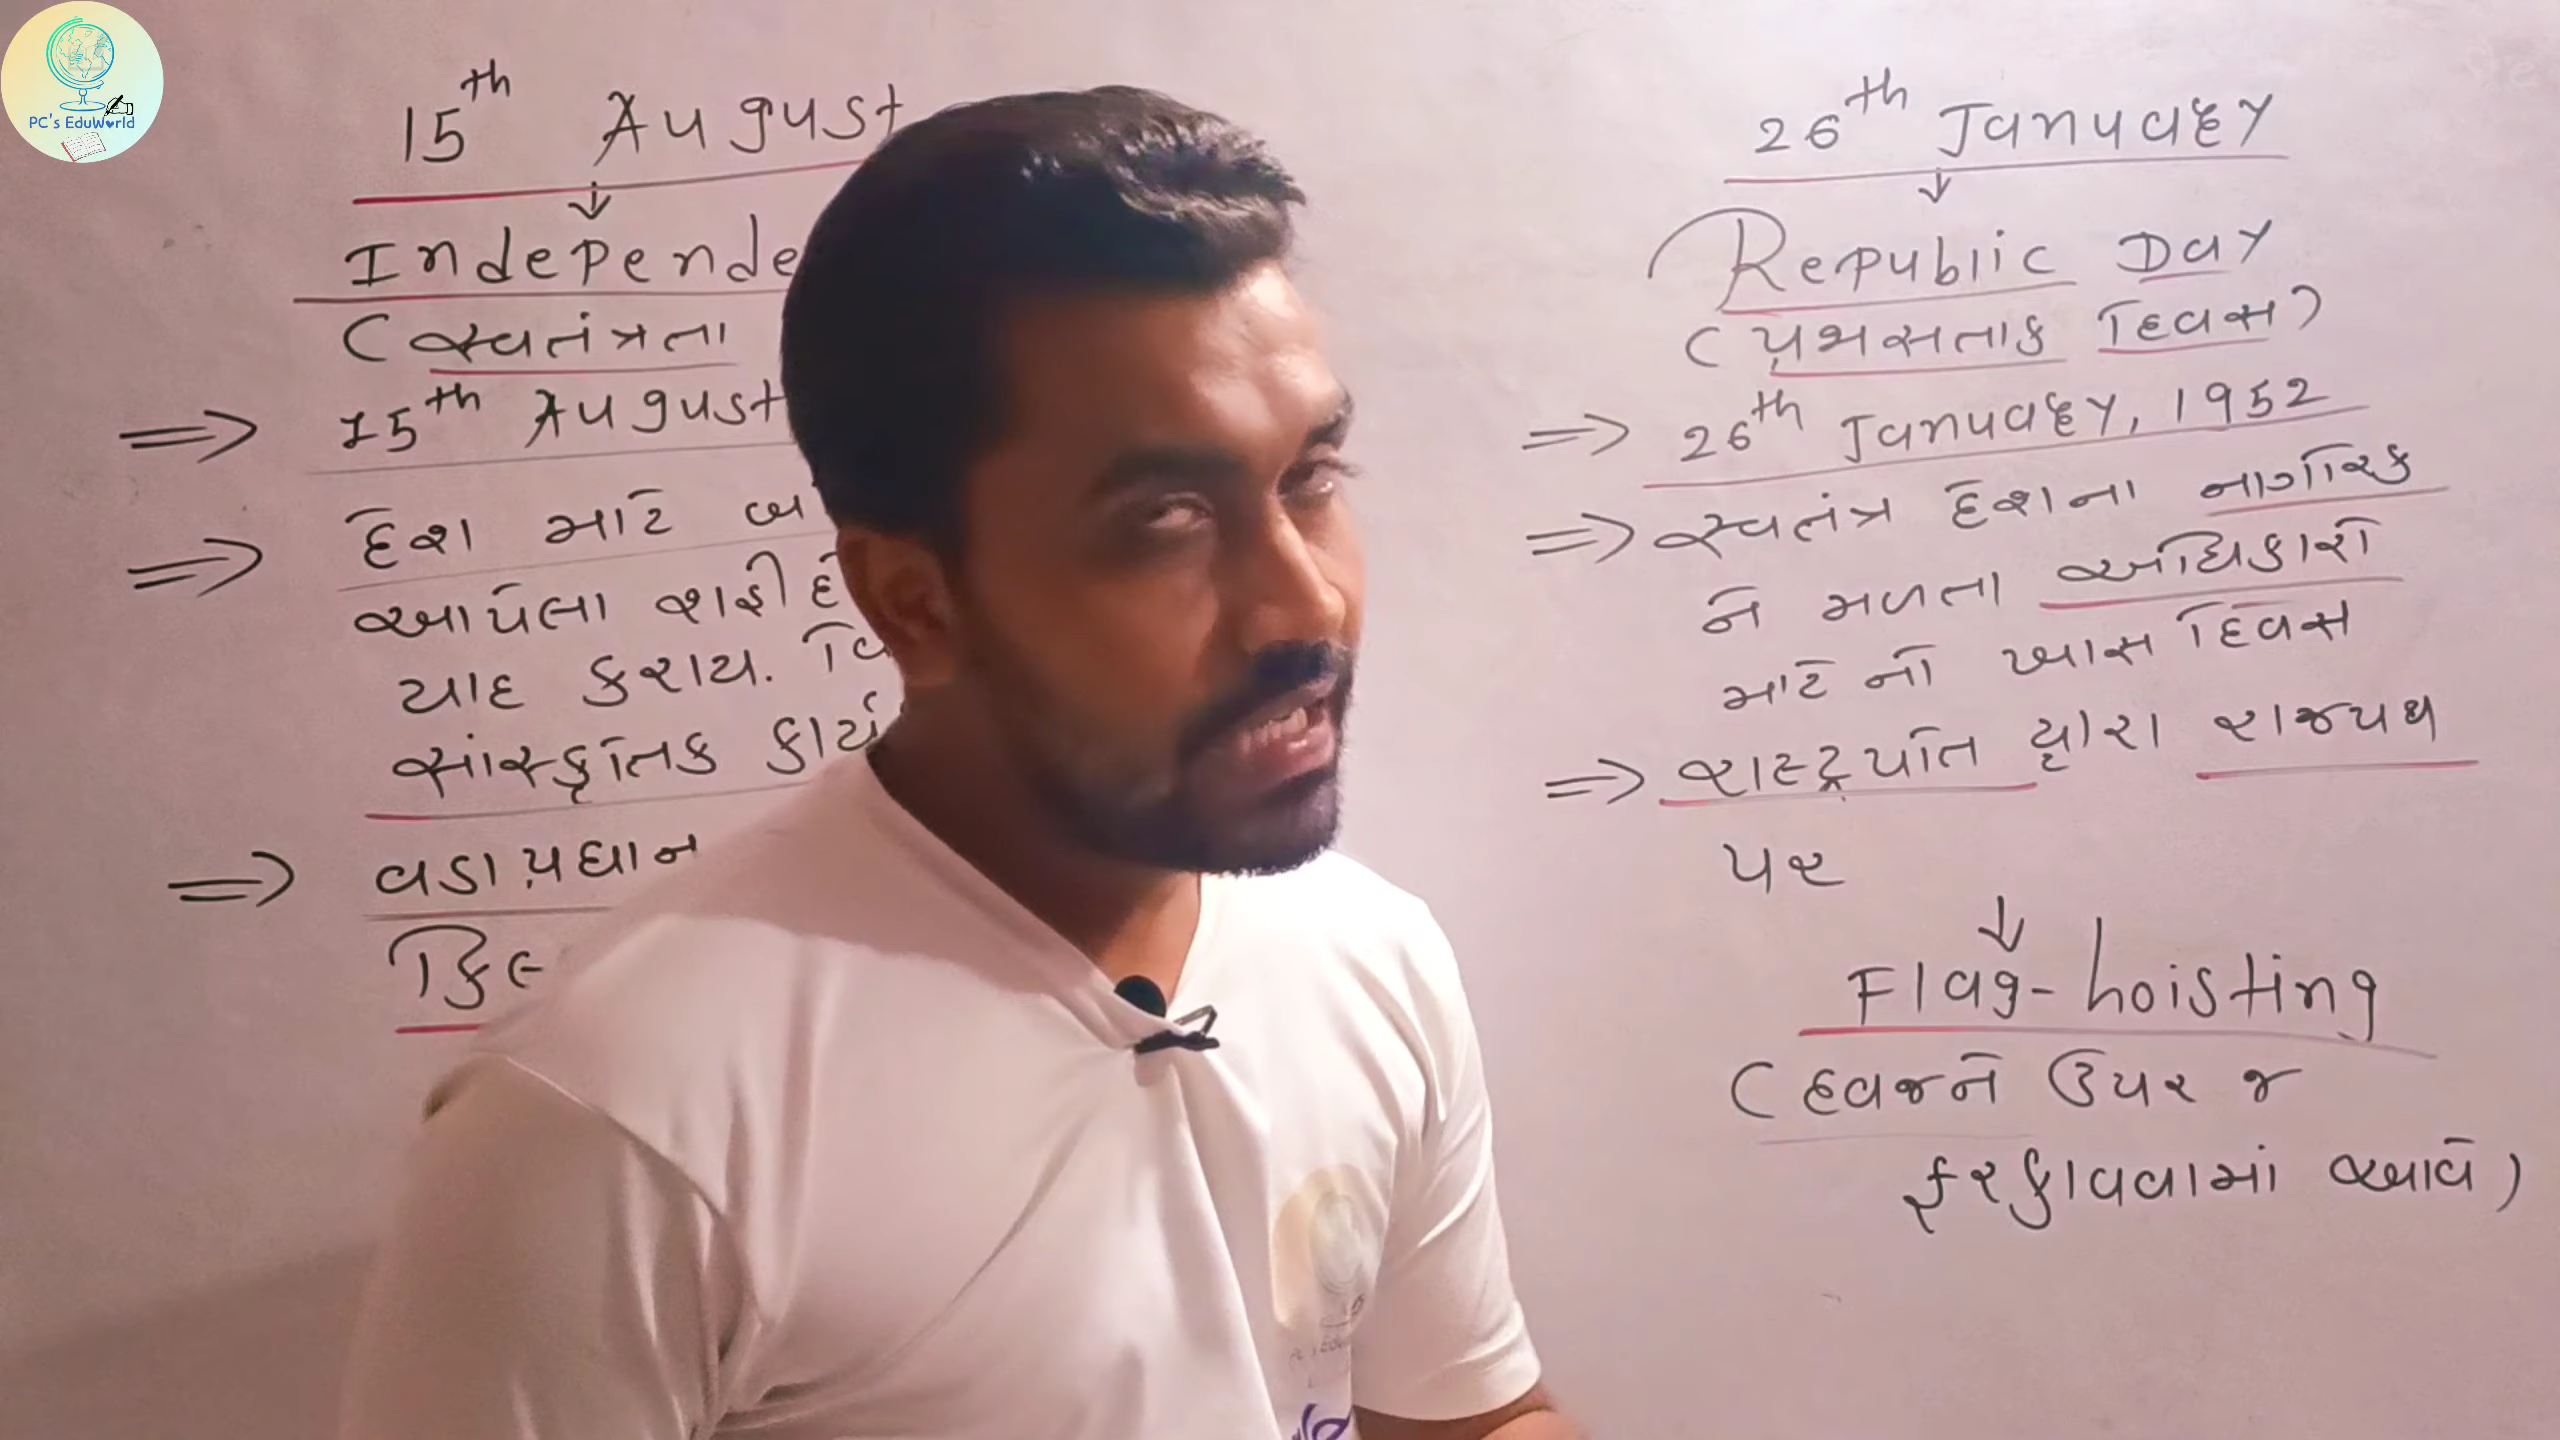 PC's EduWorld
15th August
↓
Independe
(સ્વતંત્રતા
⇒ 15th August
⇒ દેશ માટે બ
આપેલા શહીદો
યાદ કરાય. વિ
સાંસ્કૃતિક કાર્ય
⇒ વડાપ્રધાન
કિલ
26th January
↓
Republic Day
(પ્રજાસતાક દિવસ)
⇒ 26th January, 1952
⇒ સ્વતંત્ર દેશના નાગરિક
ને મળતા અધિકારો
માટેનો ખાસ દિવસ
⇒ રાષ્ટ્રપતિ દ્વારા રાજપથ
પર
↓
Flag-hoisting
(ધ્વજને ઉપર જ
ફરકાવવામાં આવે)